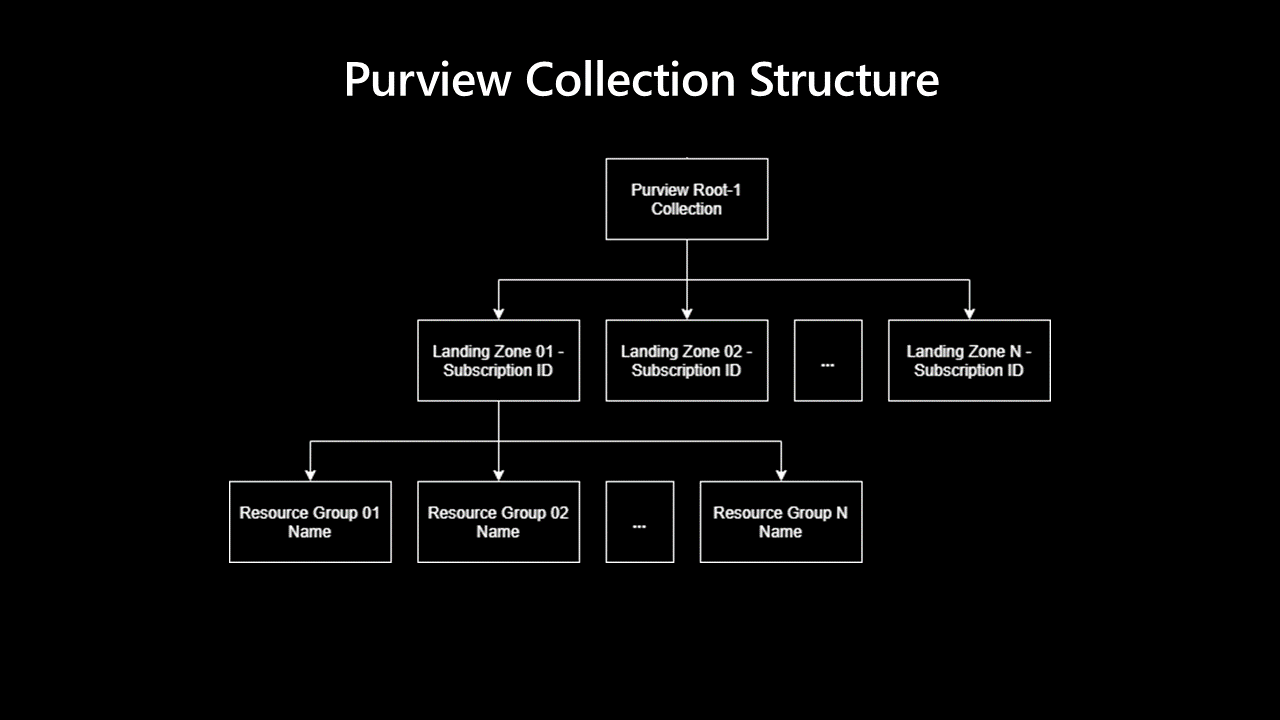 Purview Collection Structure
Purview Root-1
Collection
Landing Zone 01 -
Subscription ID
Landing Zone 02 -
Subscription ID
...
Landing Zone N -
Subscription ID
Resource Group 01
Name
Resource Group 02
Name
...
Resource Group N
Name